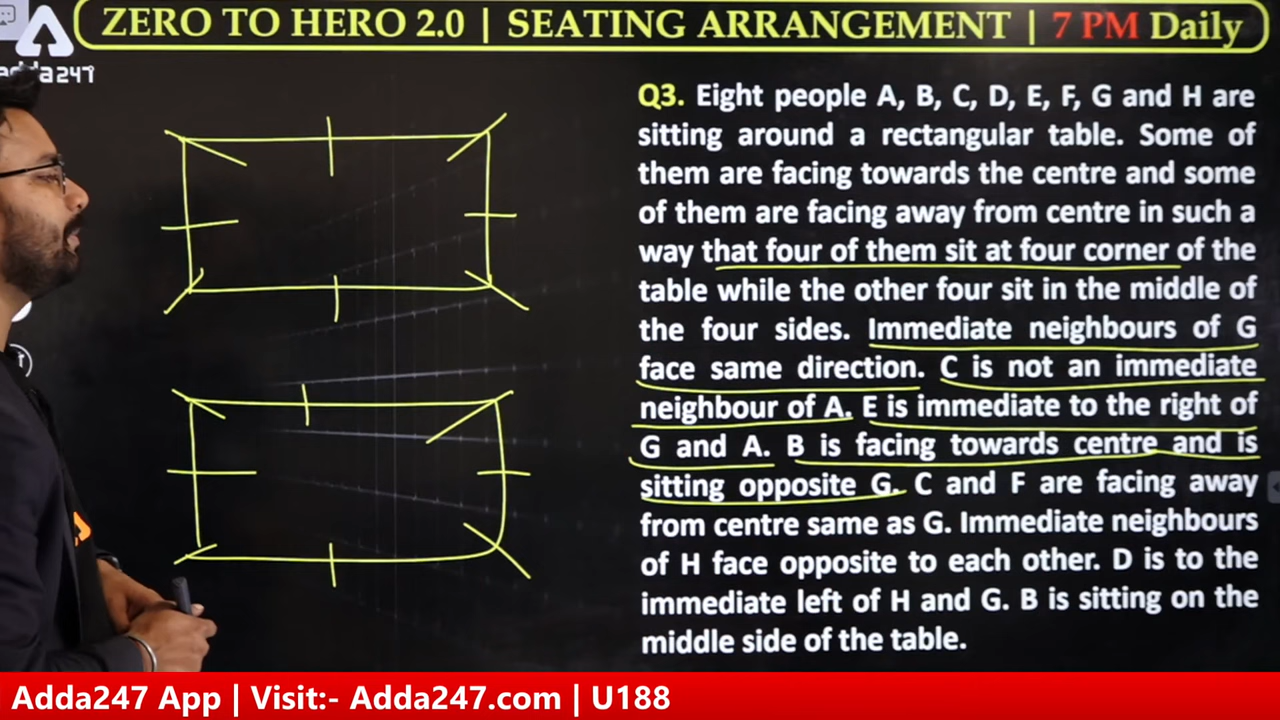 ZERO TO HERO 2.0 | SEATING ARRANGEMENT | 7 PM Daily
adda247
Q3. Eight people A, B, C, D, E, F, G and H are
sitting around a rectangular table. Some of
them are facing towards the centre and some
of them are facing away from centre in such a
way that four of them sit at four corner of the
table while the other four sit in the middle of
the four sides. Immediate neighbours of G
face same direction. C is not an immediate
neighbour of A. E is immediate to the right of
G and A. B is facing towards centre and is
sitting opposite G. C and F are facing away
from centre same as G. Immediate neighbours
of H face opposite to each other. D is to the
immediate left of H and G. B is sitting on the
middle side of the table.
Adda247 App | Visit:- Adda247.com | U188